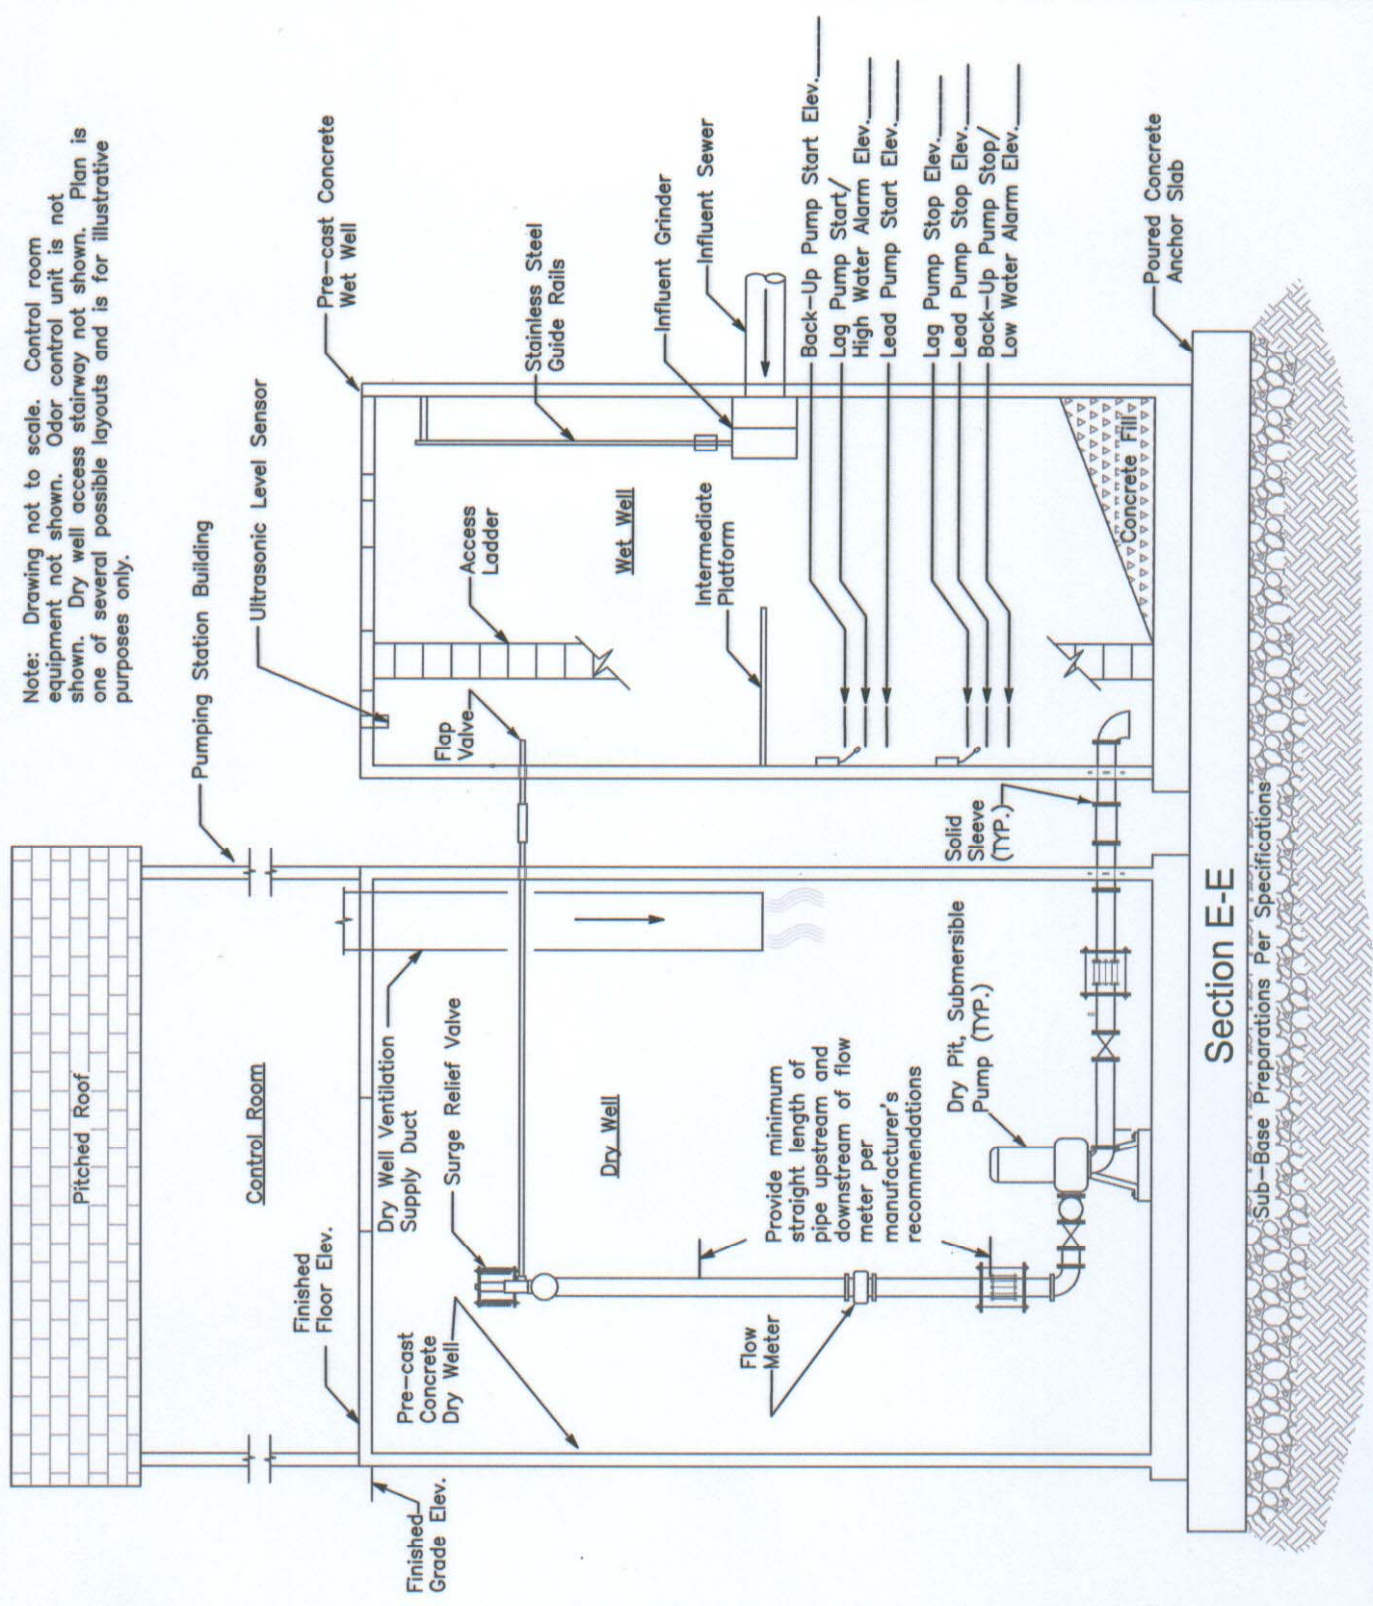 Note: Drawing not to scale. Control room
equipment not shown. Odor control unit is not
shown. Dry well access stairway not shown. Plan is
one of several possible layouts and is for illustrative
purposes only.
Pitched Roof
Pumping Station Building
Ultrasonic Level Sensor
Pre-cast Concrete
Wet Well
Control Room
Finished
Floor Elev.
Finished
Grade Elev.
Dry Well Ventilation
Supply Duct
Surge Relief Valve
Pre-cast
Concrete
Dry Well
Flap
Valve
Access
Ladder
Stainless Steel
Guide Rails
Dry Well
Wet Well
Influent Grinder
Influent Sewer
Intermediate
Platform
Flow
Meter
Provide minimum
straight length of
pipe upstream and
downstream of flow
meter per
manufacturer's
recommendations
Back-Up Pump Start Elev.
Lag Pump Start/
High Water Alarm Elev.
Lead Pump Start Elev.
Lag Pump Stop Elev.
Lead Pump Stop Elev.
Back-Up Pump Stop/
Low Water Alarm Elev.
Dry Pit, Submersible
Pump (TYP.)
Solid
Sleeve
(TYP.)
Concrete Fill
Poured Concrete
Anchor Slab
Section E-E
Sub-Base Preparations Per Specifications